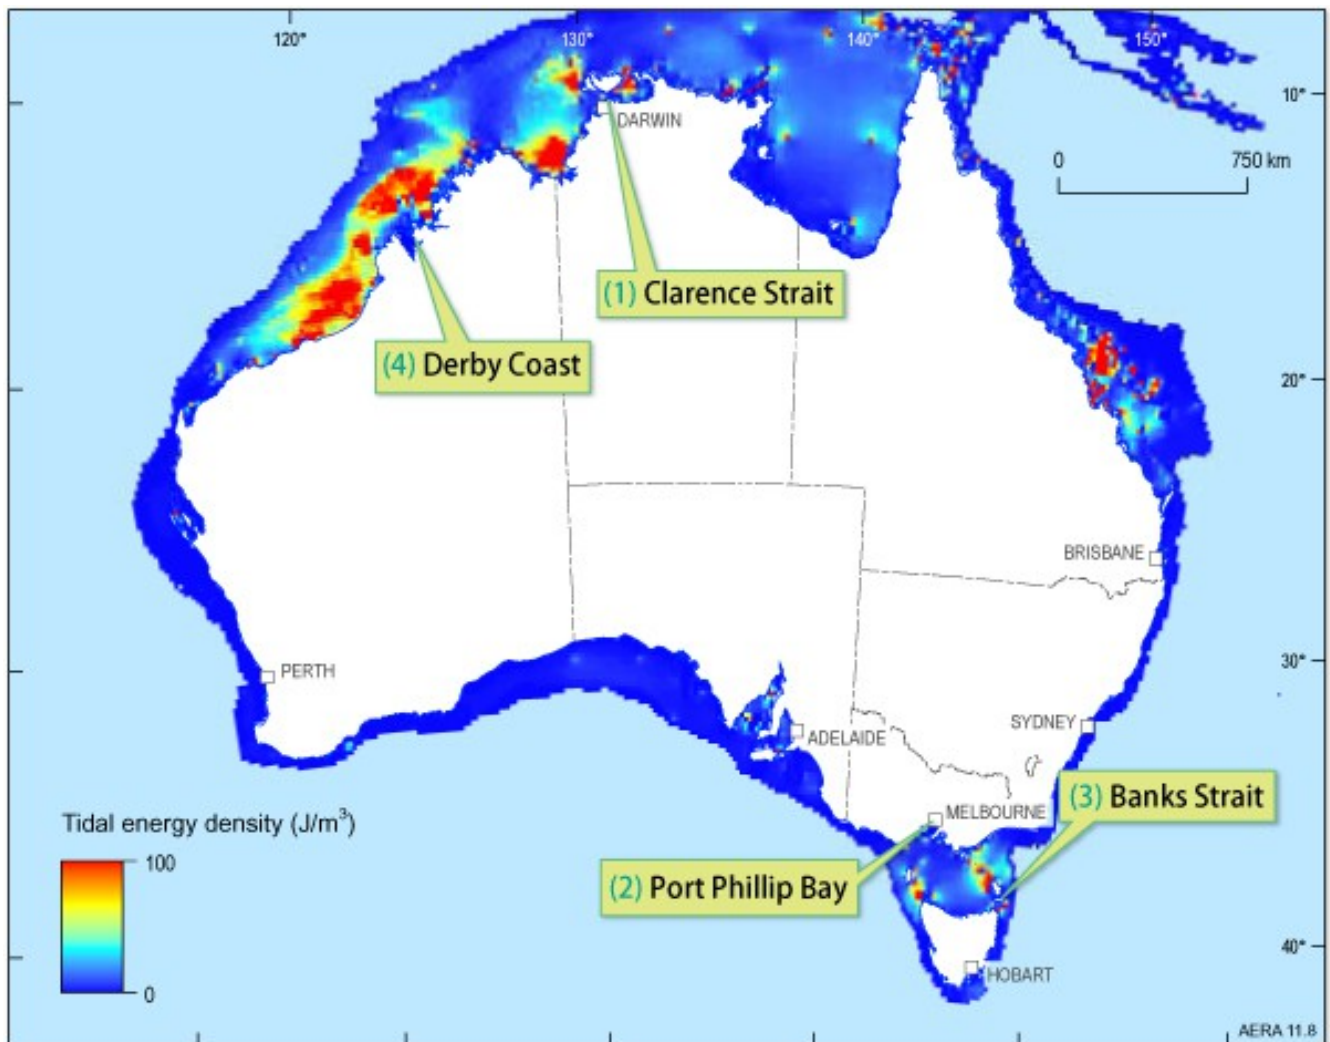 120°
130°
140°
150°
10°
DARWIN
0
750 km
(1) Clarence Strait
(4) Derby Coast
20°
BRISBANE
PERTH
30°
SYDNEY
ADELAIDE
(3) Banks Strait
MELBOURNE
Tidal energy density (J/m³)
100
(2) Port Phillip Bay
40°
HOBART
0
AERA 11.8